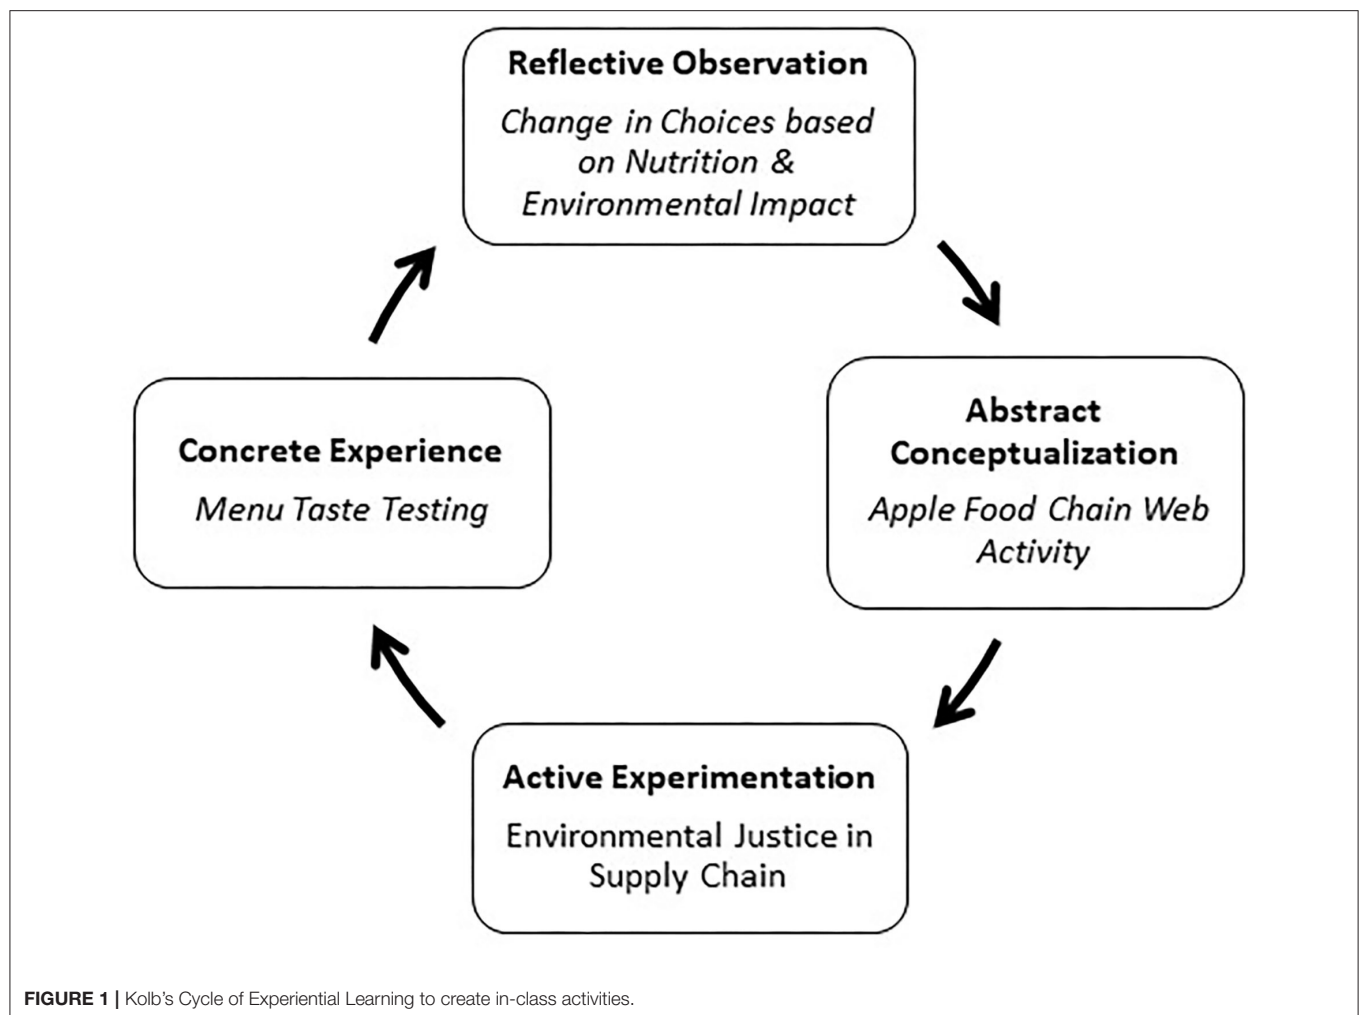 Reflective Observation
Change in Choices based
on Nutrition &
Environmental Impact
Abstract
Conceptualization
Apple Food Chain Web
Activity
Concrete Experience
Menu Taste Testing
Active Experimentation
Environmental Justice in
Supply Chain
FIGURE 1 | Kolb's Cycle of Experiential Learning to create in-class activities.